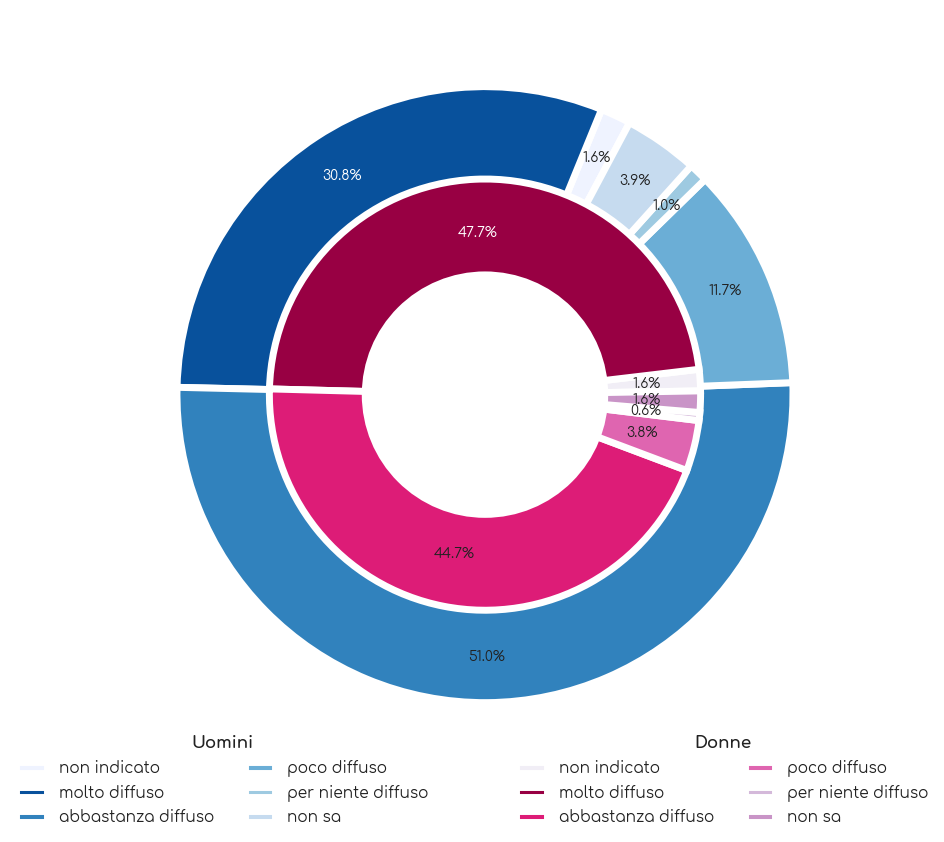 1.6%
30.8%
3.9%
1.0%
47.7%
11.7%
1.6%
1.6%
0.6%
3.8%
44.7%
51.0%
Uomini
non indicato
molto diffuso
abbastanza diffuso
poco diffuso
per niente diffuso
non sa
Donne
non indicato
molto diffuso
abbastanza diffuso
poco diffuso
per niente diffuso
non sa